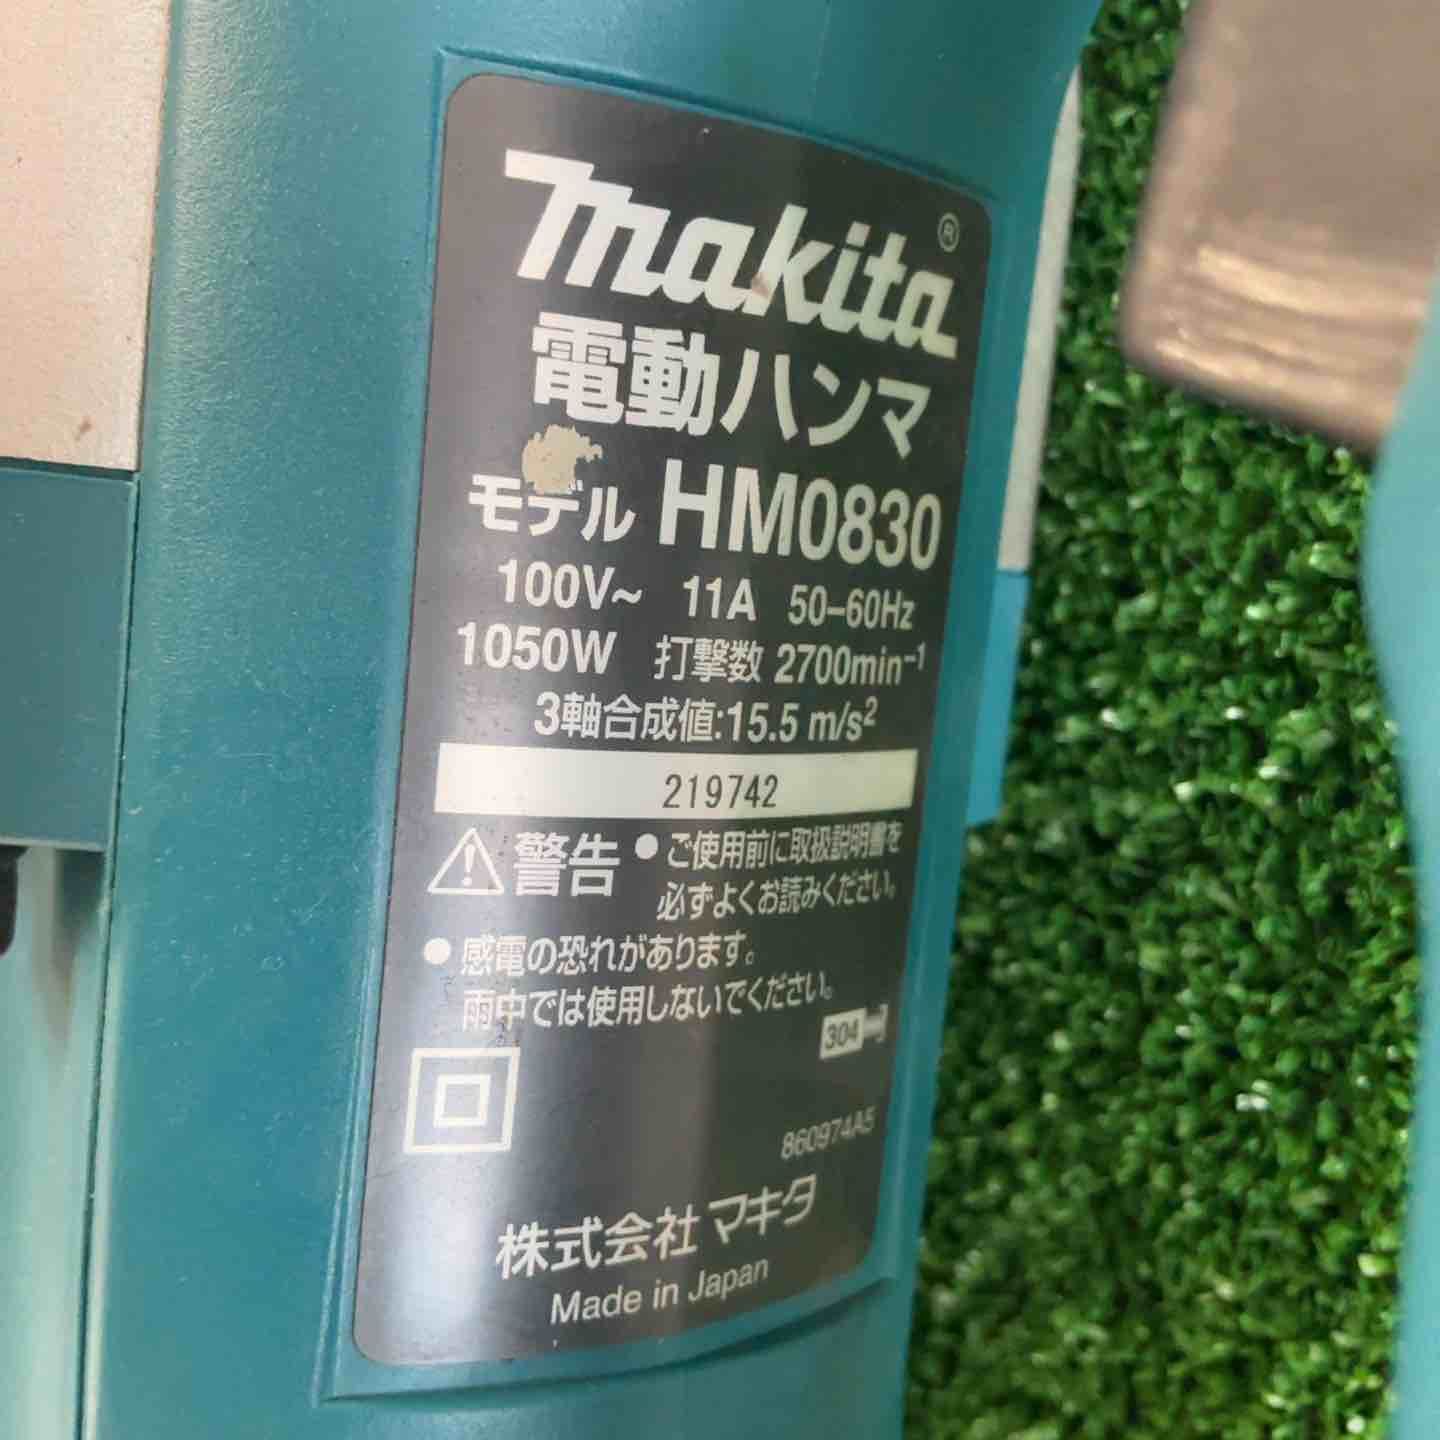 makita®
電動ハンマ
モデル HM0830
100V~ 11A 50-60Hz
1050W 打撃数 2700min⁻¹
3軸合成値:15.5 m/s²
219742
警告 ●ご使用前に取扱説明書を
必ずよくお読みください。
●感電の恐れがあります。
雨中では使用しないでください。
304
860974A5
株式会社 マキタ
Made in Japan